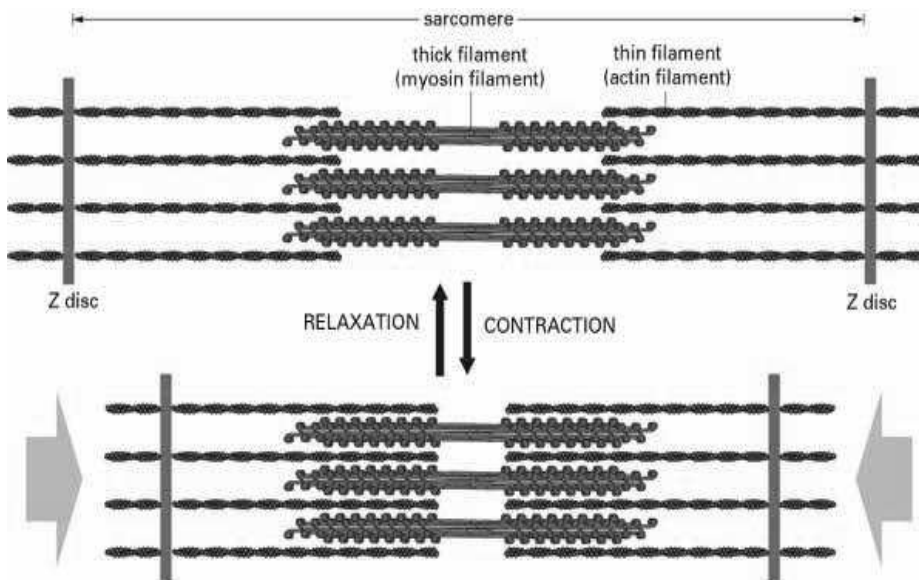 sarcomere
thick filament
(myosin filament)
thin filament
(actin filament)
Z disc
Z disc
RELAXATION
CONTRACTION